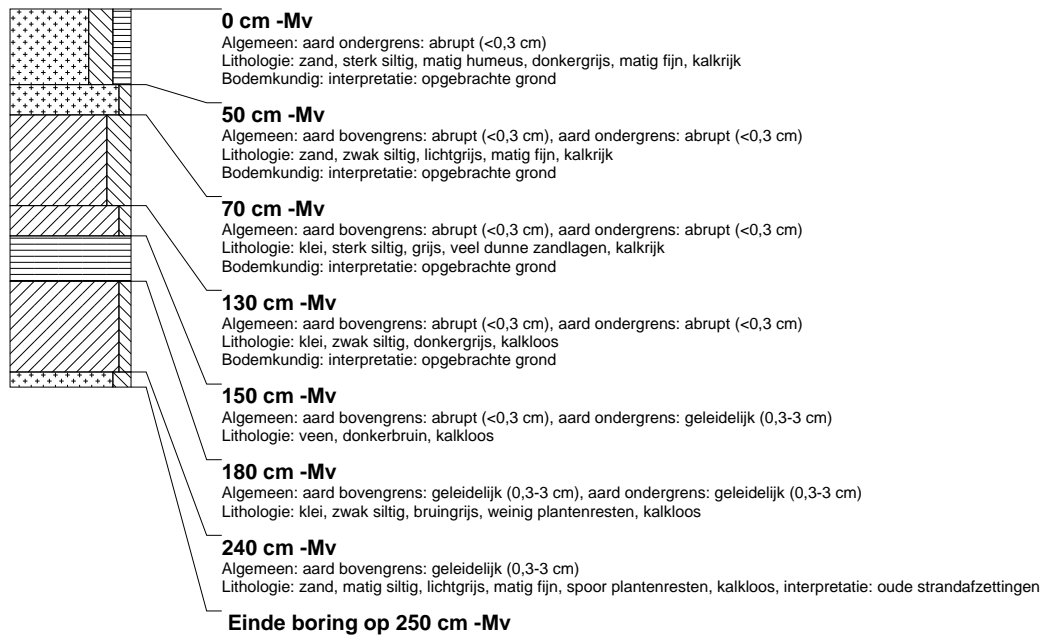 0 cm -Mv
Algemeen: aard ondergrens: abrupt (<0,3 cm)
Lithologie: zand, sterk siltig, matig humeus, donkergrijs, matig fijn, kalkrijk
Bodemkundig: interpretatie: opgebrachte grond
50 cm -Mv
Algemeen: aard bovengrens: abrupt (<0,3 cm), aard ondergrens: abrupt (<0,3 cm)
Lithologie: zand, zwak siltig, lichtgrijs, matig fijn, kalkrijk
Bodemkundig: interpretatie: opgebrachte grond
70 cm -Mv
Algemeen: aard bovengrens: abrupt (<0,3 cm), aard ondergrens: abrupt (<0,3 cm)
Lithologie: klei, sterk siltig, grijs, veel dunne zandlagen, kalkrijk
Bodemkundig: interpretatie: opgebrachte grond
130 cm -Mv
Algemeen: aard bovengrens: abrupt (<0,3 cm), aard ondergrens: abrupt (<0,3 cm)
Lithologie: klei, zwak siltig, donkergrijs, kalkloos
Bodemkundig: interpretatie: opgebrachte grond
150 cm -Mv
Algemeen: aard bovengrens: abrupt (<0,3 cm), aard ondergrens: geleidelijk (0,3-3 cm)
Lithologie: veen, donkerbruin, kalkloos
180 cm -Mv
Algemeen: aard bovengrens: geleidelijk (0,3-3 cm), aard ondergrens: geleidelijk (0,3-3 cm)
Lithologie: klei, zwak siltig, bruingrijs, weinig plantenresten, kalkloos
240 cm -Mv
Algemeen: aard bovengrens: geleidelijk (0,3-3 cm)
Lithologie: zand, matig siltig, lichtgrijs, matig fijn, spoor plantenresten, kalkloos, interpretatie: oude strandafzettingen
Einde boring op 250 cm -Mv